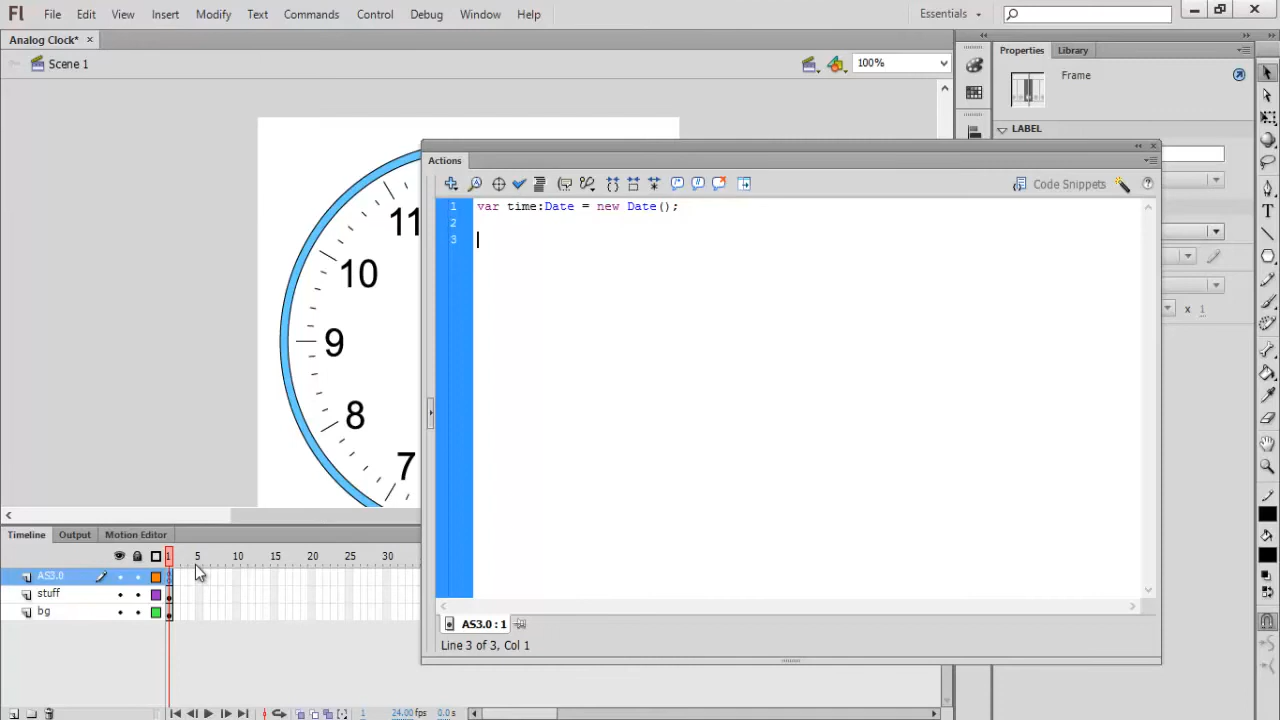 Fl File Edit View Insert Modify Text Commands Control Debug Window Help Essentials
Analog Clock* ×
Scene 1 100%
Properties Library
Frame
LABEL
Actions
Code Snippets
1 var time:Date = new Date();
2
3
11
10
9
8
7
x 1
Timeline Output Motion Editor
1 5 10 15 20 25 30
AS3.0
stuff
bg
AS3.0 : 1
Line 3 of 3, Col 1
1 24.00 fps 0.0 s